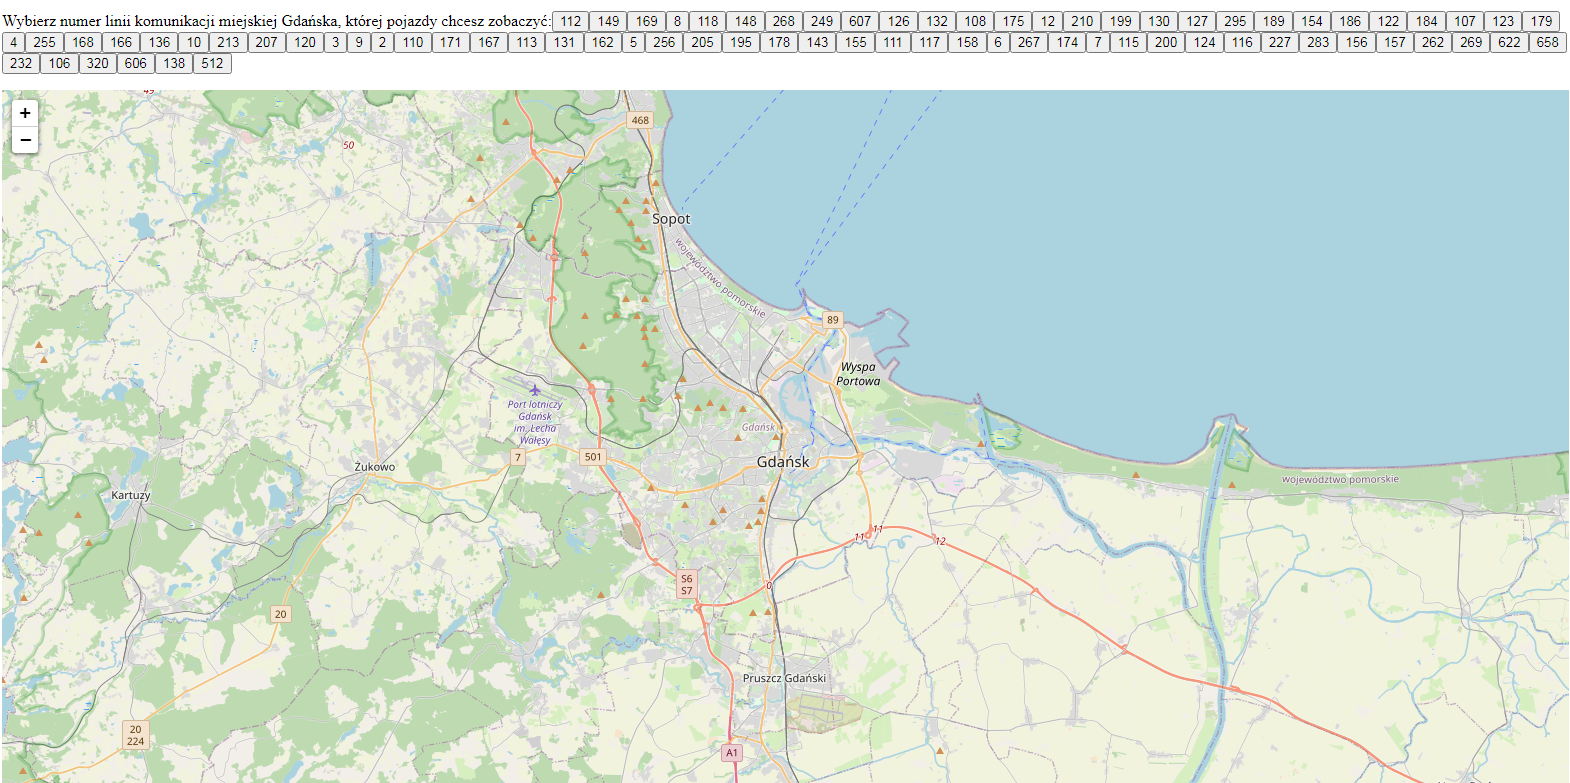 Wybierz numer linii komunikacji miejskiej Gdańska, której pojazdy chcesz zobaczyć: 112 149 169 8 118 148 268 249 607 126 132 108 175 12 210 199 130 127 295 189 154 186 122 184 107 123 179
4 255 168 166 136 10 213 207 120 3 9 2 110 171 167 113 131 162 5 256 205 195 178 143 155 111 117 158 6 267 174 7 115 200 124 116 227 283 156 157 262 269 622 658
232 106 320 606 138 512
49
+
−
468
50
Sopot
województwo pomorskie
89
Wyspa
Portowa
Port lotniczy
Gdańsk
im. Lecha
Wałęsy
Gdańsk
7
501
Gdańsk
Żukowo
Kartuzy
województwo pomorskie
11
11
12
S6
S7
0
20
Pruszcz Gdański
20
224
A1